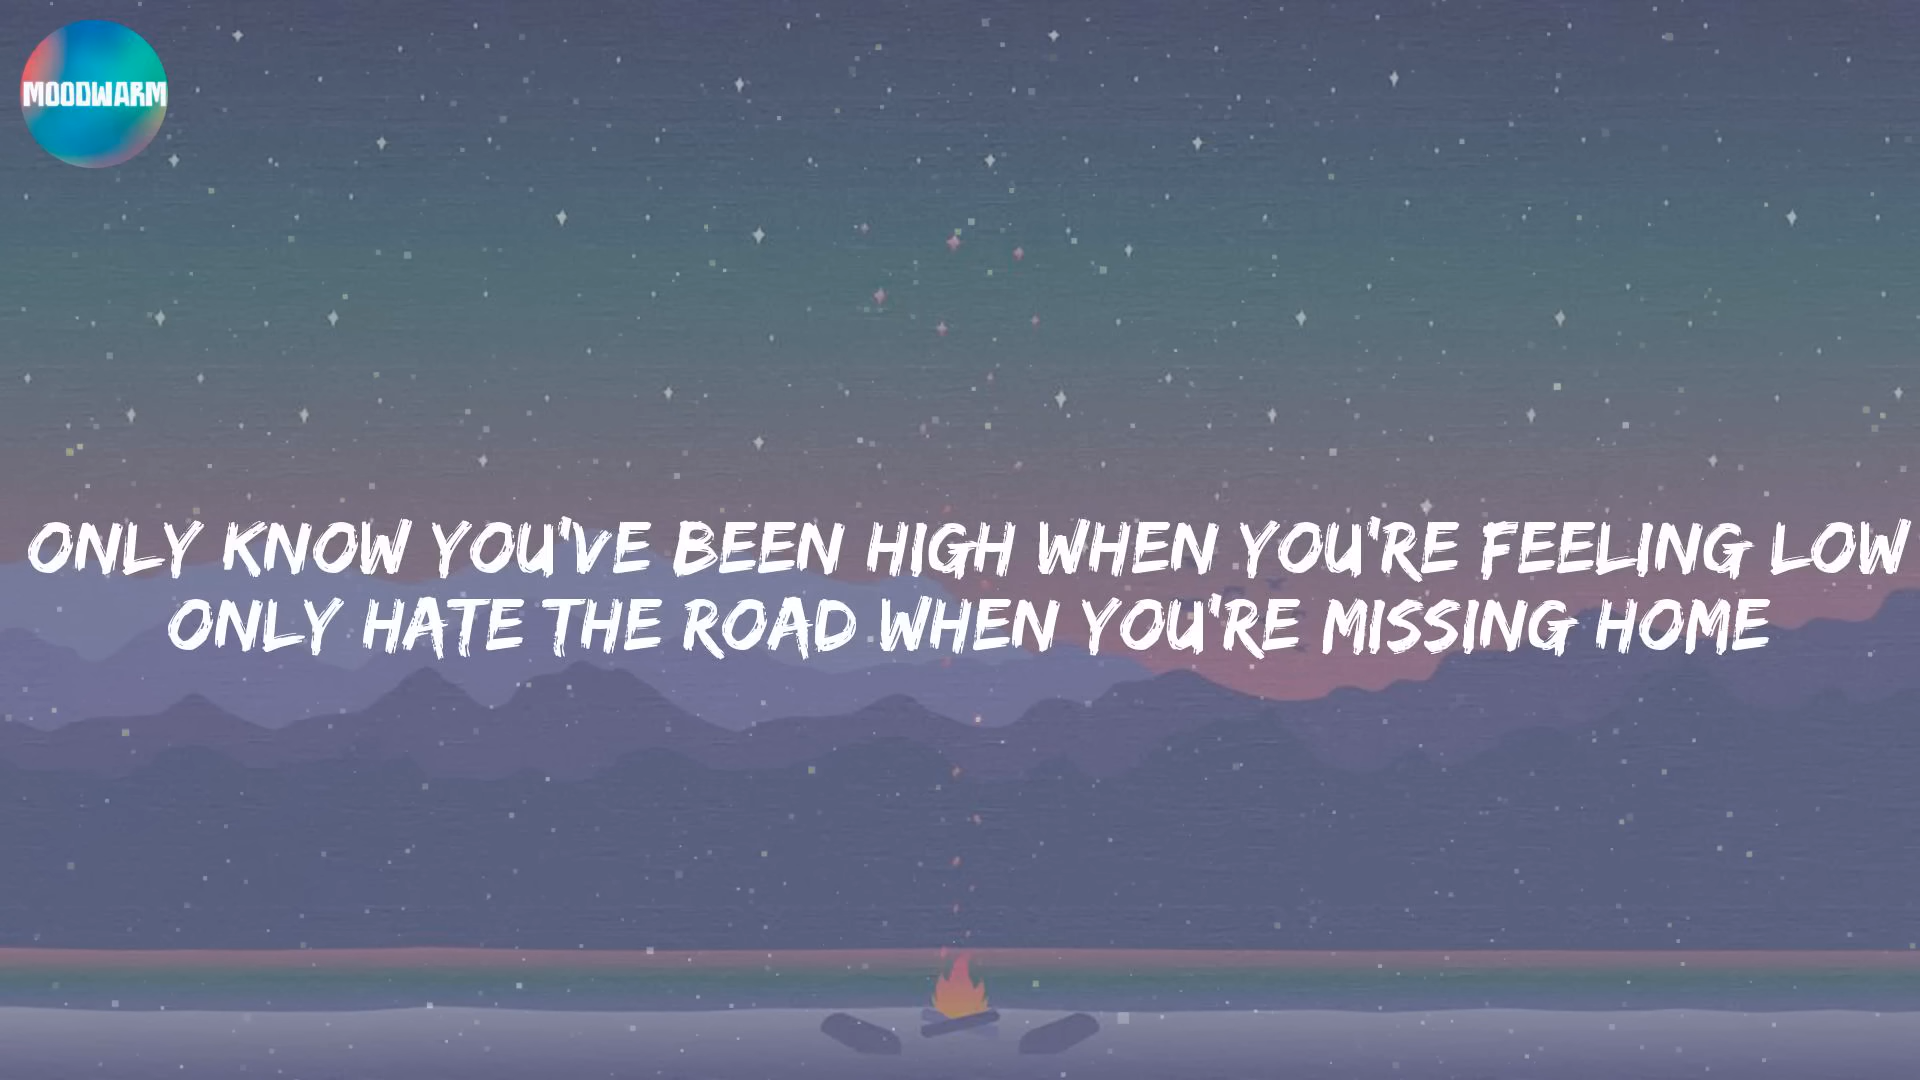 MOODWARM
ONLY KNOW YOU'VE BEEN HIGH WHEN YOU'RE FEELING LOW
ONLY HATE THE ROAD WHEN YOU'RE MISSING HOME